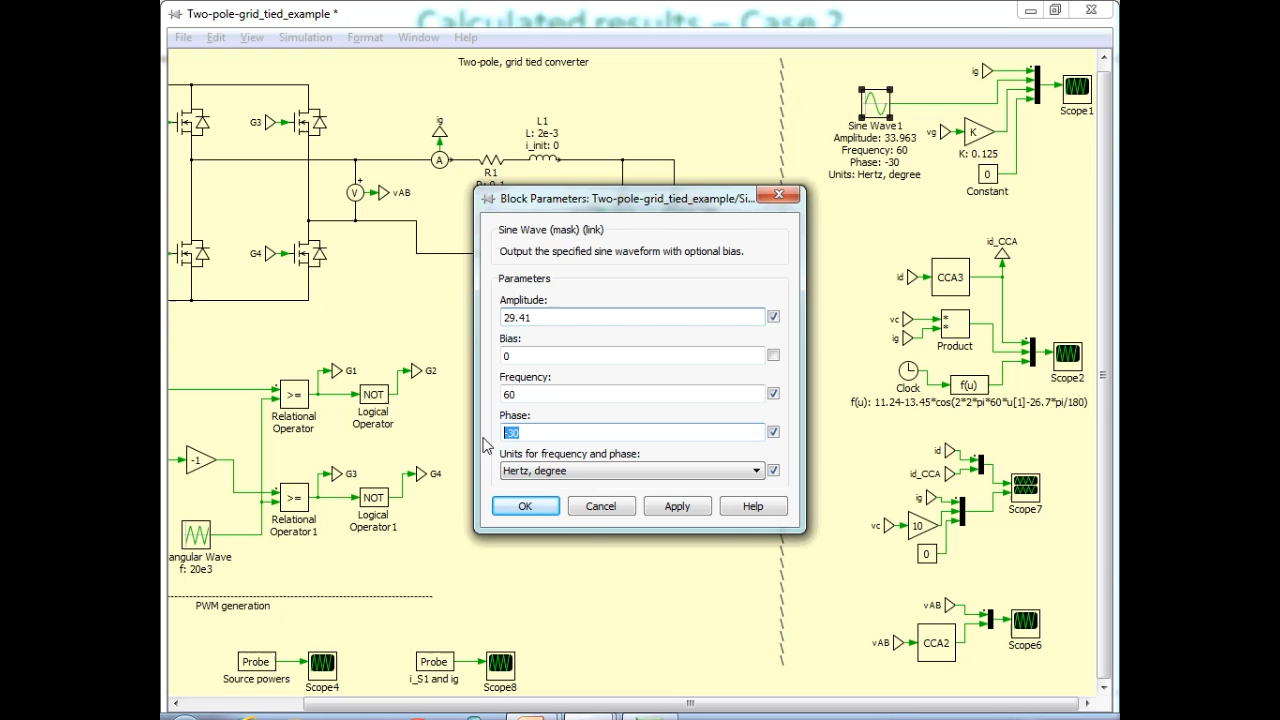 Calculated results – Case 2
Two-pole-grid_tied_example *
File Edit View Simulation Format Window Help
Two-pole, grid tied converter
G3
G4
ig
A
R1
L1
L: 2e-3
i_init: 0
V
+
vAB
ig
Scope1
Sine Wave1
Amplitude: 33.963
Frequency: 60
Phase: -30
Units: Hertz, degree
vg
K
K: 0.125
0
Constant
Block Parameters: Two-pole-grid_tied_example/Si...
Sine Wave (mask) (link)
Output the specified sine waveform with optional bias.
Parameters
Amplitude:
29.41
Bias:
0
Frequency:
60
Phase:
-30
Units for frequency and phase:
Hertz, degree
OK Cancel Apply Help
id_CCA
id
CCA3
vc
ig
*
*
Product
Clock
f(u)
Scope2
f(u): 11.24-13.45*cos(2*2*pi*60*u[1]-26.7*pi/180)
G1
G2
>=
NOT
Relational
Operator
Logical
Operator
-1
G3
G4
>=
NOT
Relational
Operator1
Logical
Operator1
angular Wave
f: 20e3
id
id_CCA
ig
vc
10
0
Scope7
PWM generation
vAB
vAB
CCA2
Scope6
Probe
Source powers
Scope4
Probe
i_S1 and ig
Scope8